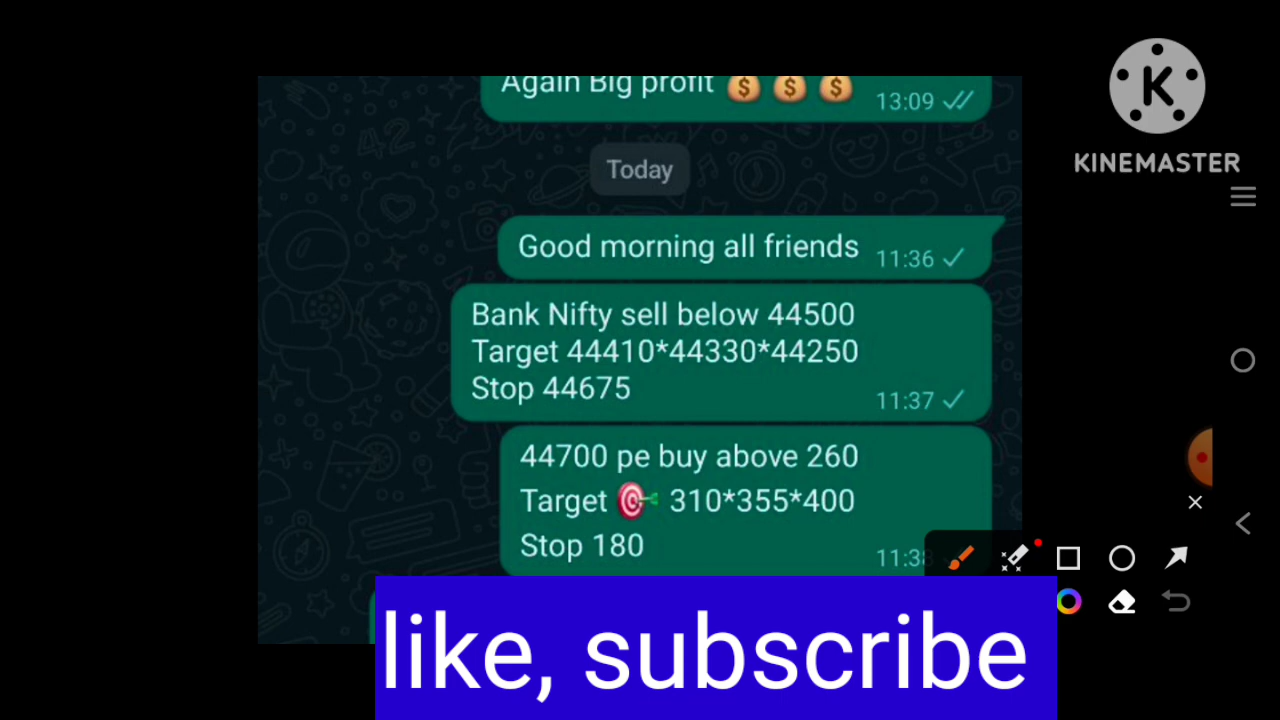 Again Big profit 💰 💰 💰 13:09
KINEMASTER
Today
Good morning all friends 11:36
Bank Nifty sell below 44500
Target 44410*44330*44250
Stop 44675
11:37
44700 pe buy above 260
Target 🎯 310*355*400
Stop 180
like, subscribe